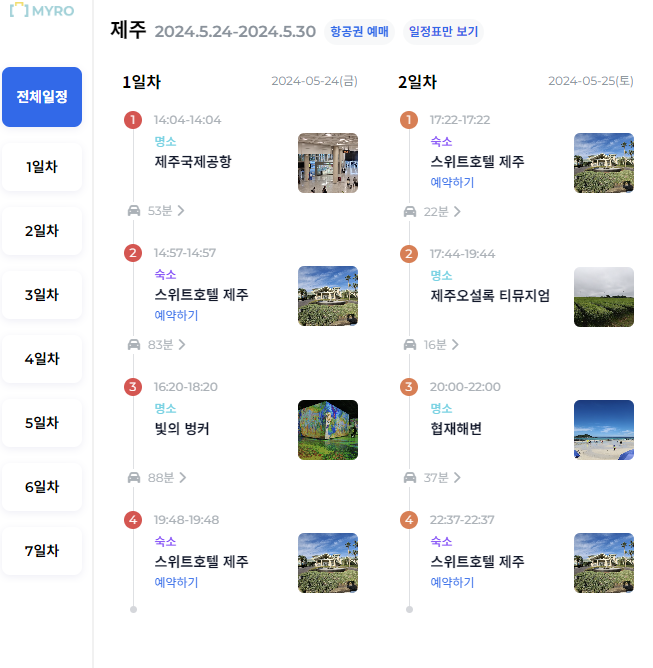 MYRO
제주 2024.5.24-2024.5.30 항공권 예매 일정표만 보기
전체일정
1일차
2일차
3일차
4일차
5일차
6일차
7일차
1일차 2024-05-24(금)
1 14:04-14:04
명소
제주국제공항
53분
2 14:57-14:57
숙소
스위트호텔 제주
예약하기
83분
3 16:20-18:20
명소
빛의 벙커
88분
4 19:48-19:48
숙소
스위트호텔 제주
예약하기
2일차 2024-05-25(토)
1 17:22-17:22
숙소
스위트호텔 제주
예약하기
22분
2 17:44-19:44
명소
제주오설록 티뮤지엄
16분
3 20:00-22:00
명소
협재해변
37분
4 22:37-22:37
숙소
스위트호텔 제주
예약하기